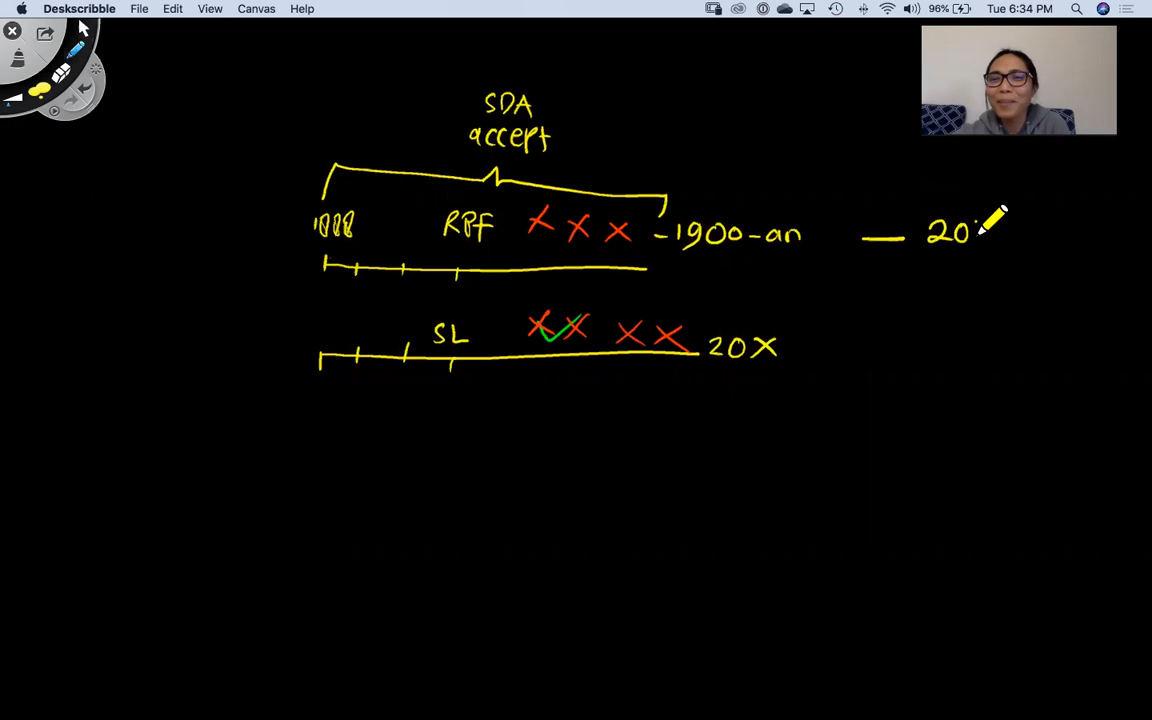 Deskscribble File Edit View Canvas Window Help 96% Tue 6:34 PM
SDA
accept
1888 RPF X X X -1900-an — 20
SL X X X X 20X